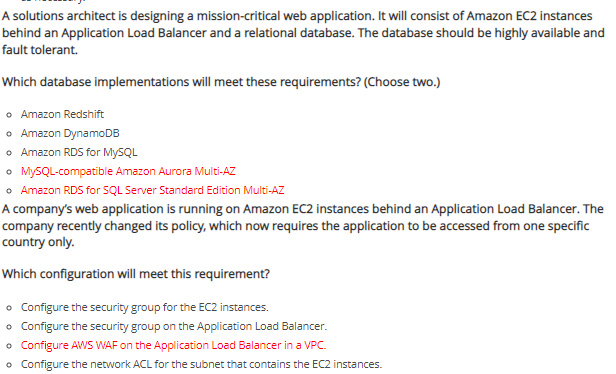 A solutions architect is designing a mission-critical web application. It will consist of Amazon EC2 instances
behind an Application Load Balancer and a relational database. The database should be highly available and
fault tolerant.
Which database implementations will meet these requirements? (Choose two.)
Amazon Redshift
Amazon DynamoDB
Amazon RDS for MySQL
MySQL-compatible Amazon Aurora Multi-AZ
Amazon RDS for SQL Server Standard Edition Multi-AZ
A company's web application is running on Amazon EC2 instances behind an Application Load Balancer. The
company recently changed its policy, which now requires the application to be accessed from one specific
country only.
Which configuration will meet this requirement?
Configure the security group for the EC2 instances.
Configure the security group on the Application Load Balancer.
Configure AWS WAF on the Application Load Balancer in a VPC.
Configure the network ACL for the subnet that contains the EC2 instances.